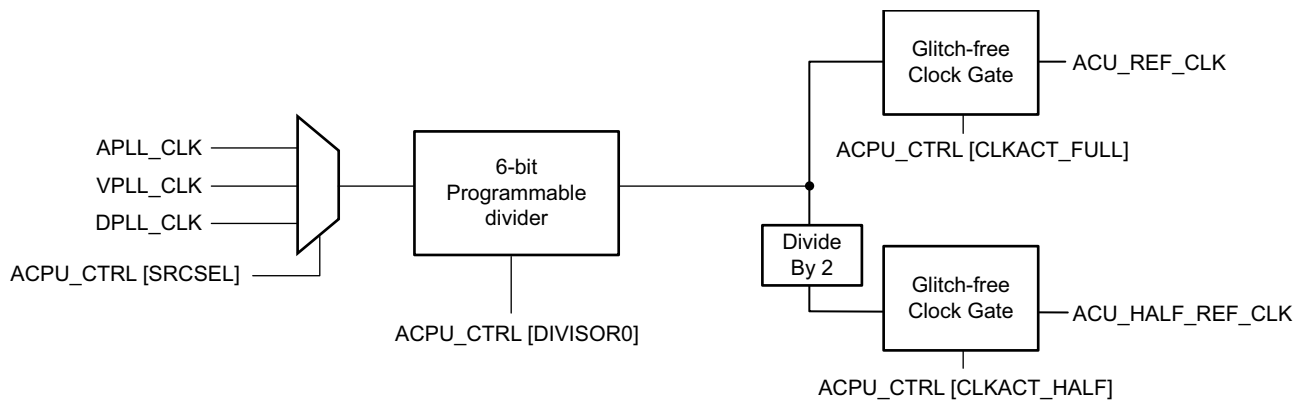 Glitch-free
Clock Gate
ACU_REF_CLK
ACPU_CTRL [CLKACT_FULL]
APLL_CLK
VPLL_CLK
DPLL_CLK
ACPU_CTRL [SRCSEL]
6-bit
Programmable
divider
ACPU_CTRL [DIVISOR0]
Divide
By 2
Glitch-free
Clock Gate
ACU_HALF_REF_CLK
ACPU_CTRL [CLKACT_HALF]